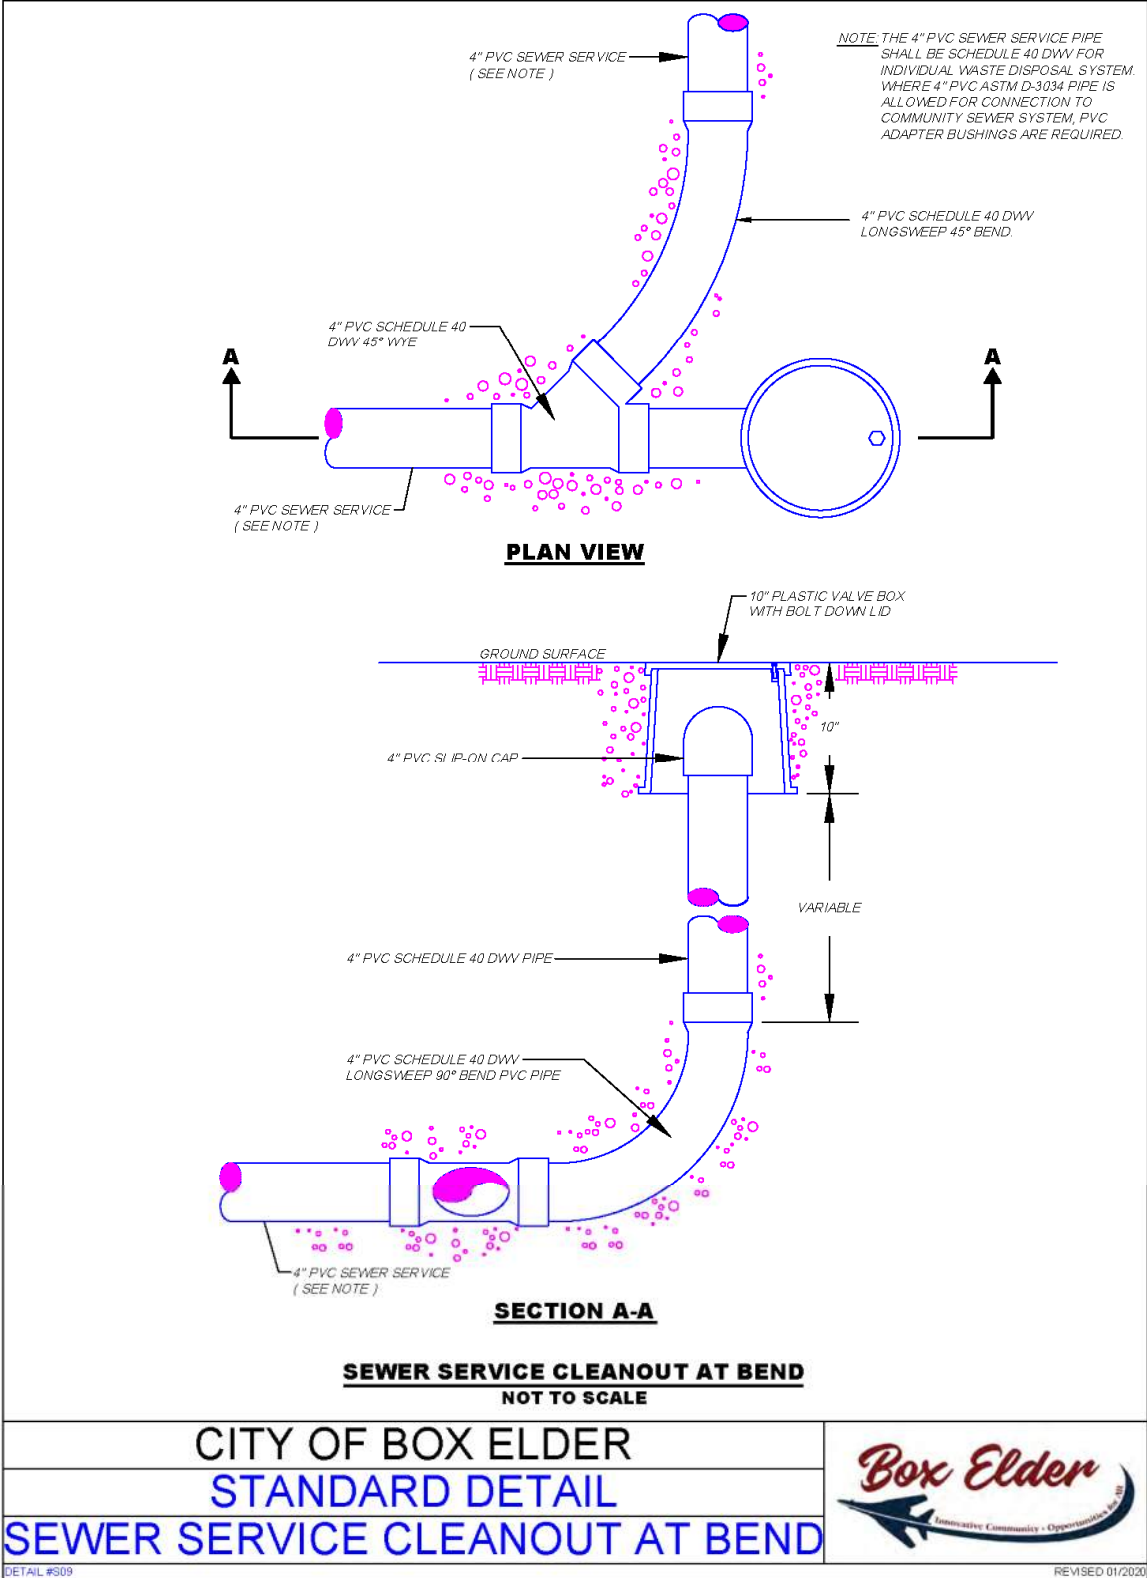 4" PVC SEWER SERVICE
( SEE NOTE )
NOTE: THE 4" PVC SEWER SERVICE PIPE
SHALL BE SCHEDULE 40 DWV FOR
INDIVIDUAL WASTE DISPOSAL SYSTEM.
WHERE 4" PVC ASTM D-3034 PIPE IS
ALLOWED FOR CONNECTION TO
COMMUNITY SEWER SYSTEM, PVC
ADAPTER BUSHINGS ARE REQUIRED.
4" PVC SCHEDULE 40 DWV
LONGSWEEP 45° BEND.
4" PVC SCHEDULE 40
DWV 45° WYE
A
A
4" PVC SEWER SERVICE
( SEE NOTE )
PLAN VIEW
10" PLASTIC VALVE BOX
WITH BOLT DOWN LID
GROUND SURFACE
10"
4" PVC SLIP-ON CAP
VARIABLE
4" PVC SCHEDULE 40 DWV PIPE
4" PVC SCHEDULE 40 DWV
LONGSWEEP 90° BEND PVC PIPE
4" PVC SEWER SERVICE
( SEE NOTE )
SECTION A-A
SEWER SERVICE CLEANOUT AT BEND
NOT TO SCALE
CITY OF BOX ELDER
STANDARD DETAIL
SEWER SERVICE CLEANOUT AT BEND
Box Elder
Innovative Community - Opportunities for All
DETAIL #S09
REVISED 01/2020